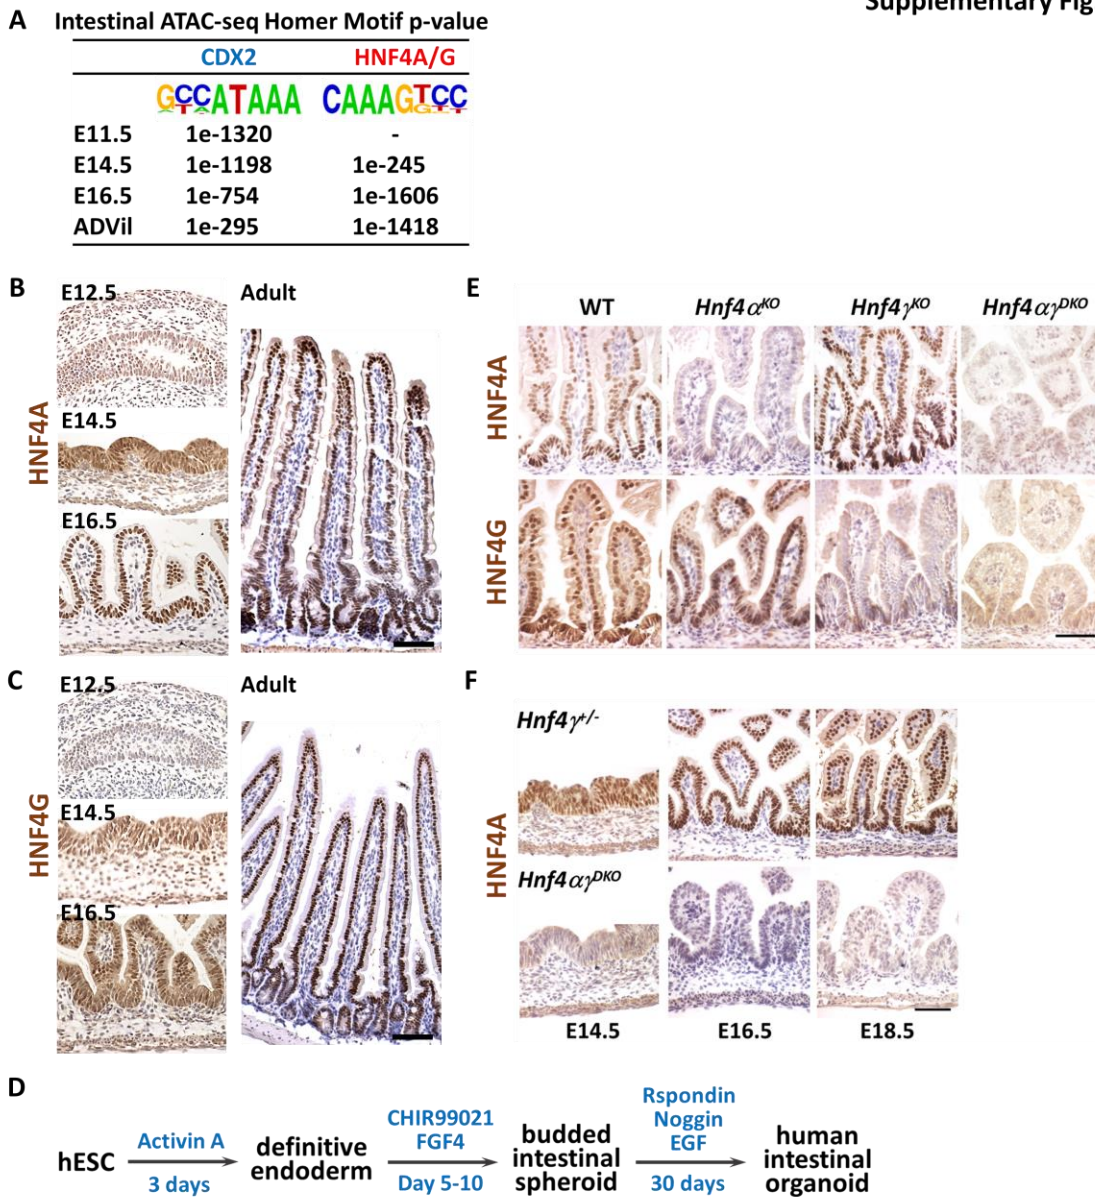 Supplementary Fig
A Intestinal ATAC-seq Homer Motif p-value
CDX2 HNF4A/G
GCCATAAA CAAAGTCC
E11.5 1e-1320 -
E14.5 1e-1198 1e-245
E16.5 1e-754 1e-1606
ADVil 1e-295 1e-1418
B
HNF4A
E12.5 Adult
E14.5
E16.5
C
HNF4G
E12.5 Adult
E14.5
E16.5
E
WT Hnf4αᴷᴼ Hnf4γᴷᴼ Hnf4αγᴰᴷᴼ
HNF4A
HNF4G
F
HNF4A
Hnf4γ⁺/⁻
Hnf4αγᴰᴷᴼ
E14.5 E16.5 E18.5
D
hESC
Activin A
3 days
definitive
endoderm
CHIR99021
FGF4
Day 5-10
budded
intestinal
spheroid
Rspondin
Noggin
EGF
30 days
human
intestinal
organoid